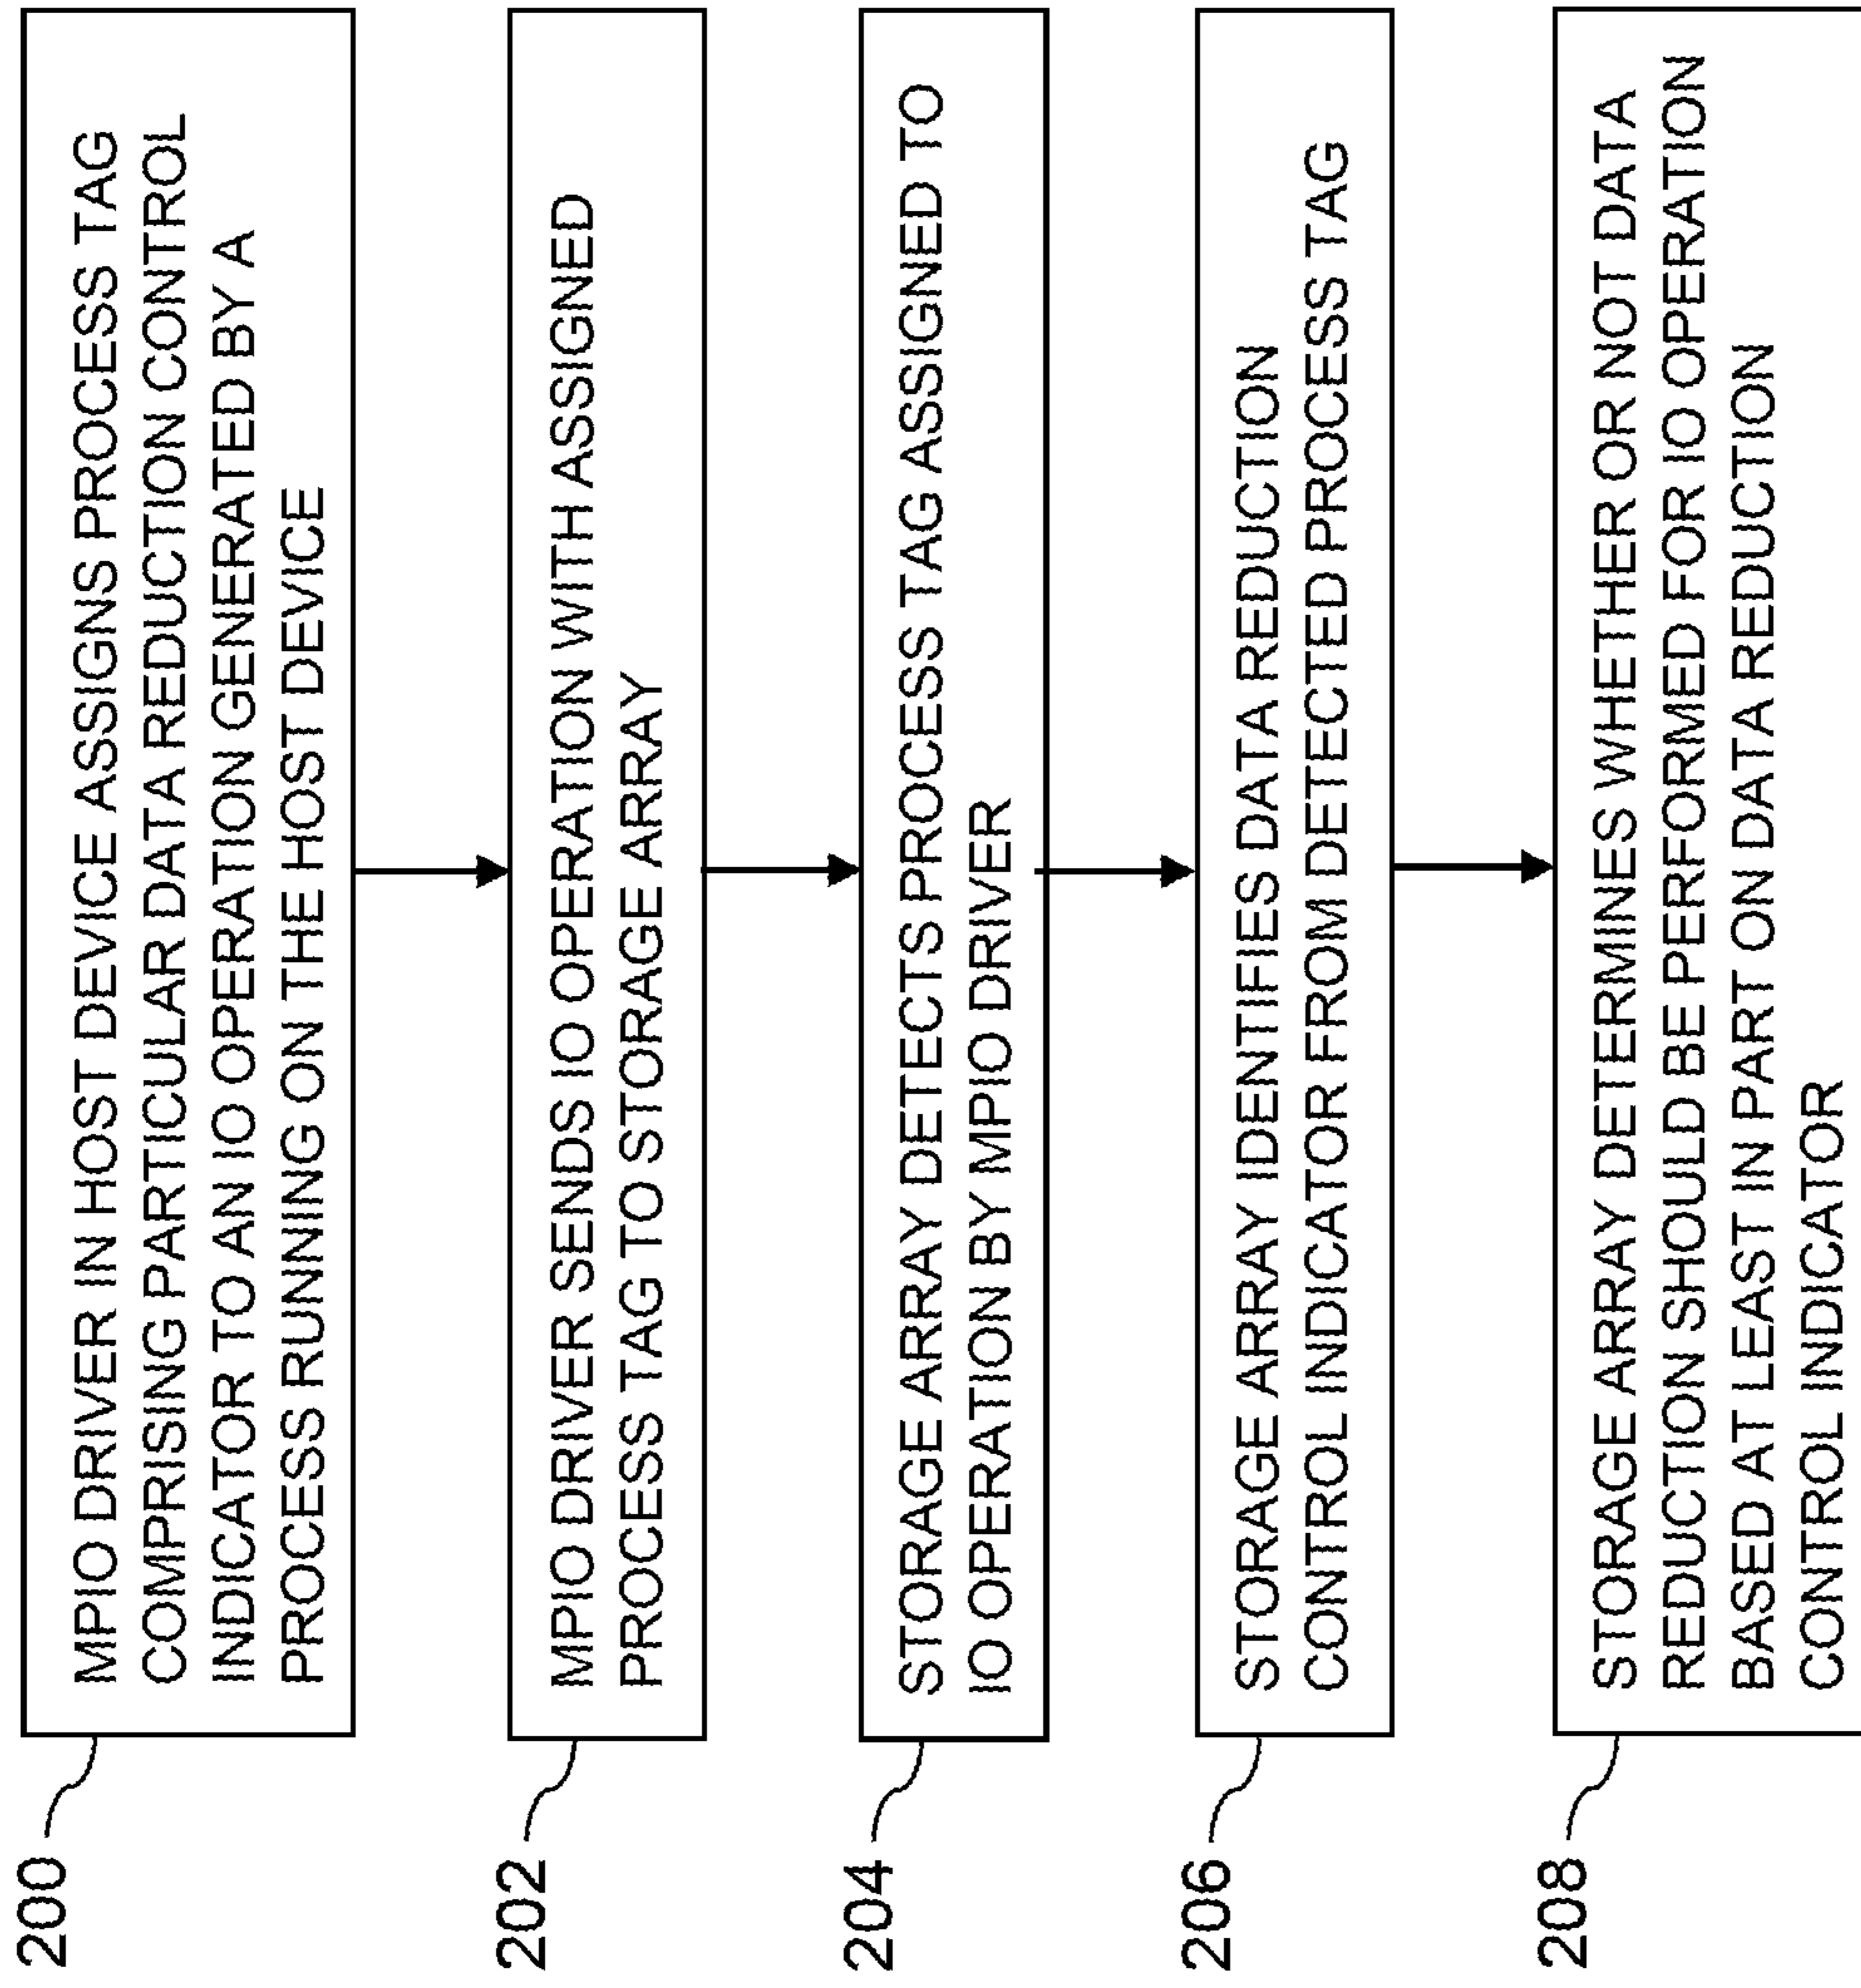 200
MPIO DRIVER IN HOST DEVICE ASSIGNS PROCESS TAG
COMPRISING PARTICULAR DATA REDUCTION CONTROL
INDICATOR TO AN IO OPERATION GENERATED BY A
PROCESS RUNNING ON THE HOST DEVICE
202
MPIO DRIVER SENDS IO OPERATION WITH ASSIGNED
PROCESS TAG TO STORAGE ARRAY
204
STORAGE ARRAY DETECTS PROCESS TAG ASSIGNED TO
IO OPERATION BY MPIO DRIVER
206
STORAGE ARRAY IDENTIFIES DATA REDUCTION
CONTROL INDICATOR FROM DETECTED PROCESS TAG
208
STORAGE ARRAY DETERMINES WHETHER OR NOT DATA
REDUCTION SHOULD BE PERFORMED FOR IO OPERATION
BASED AT LEAST IN PART ON DATA REDUCTION
CONTROL INDICATOR